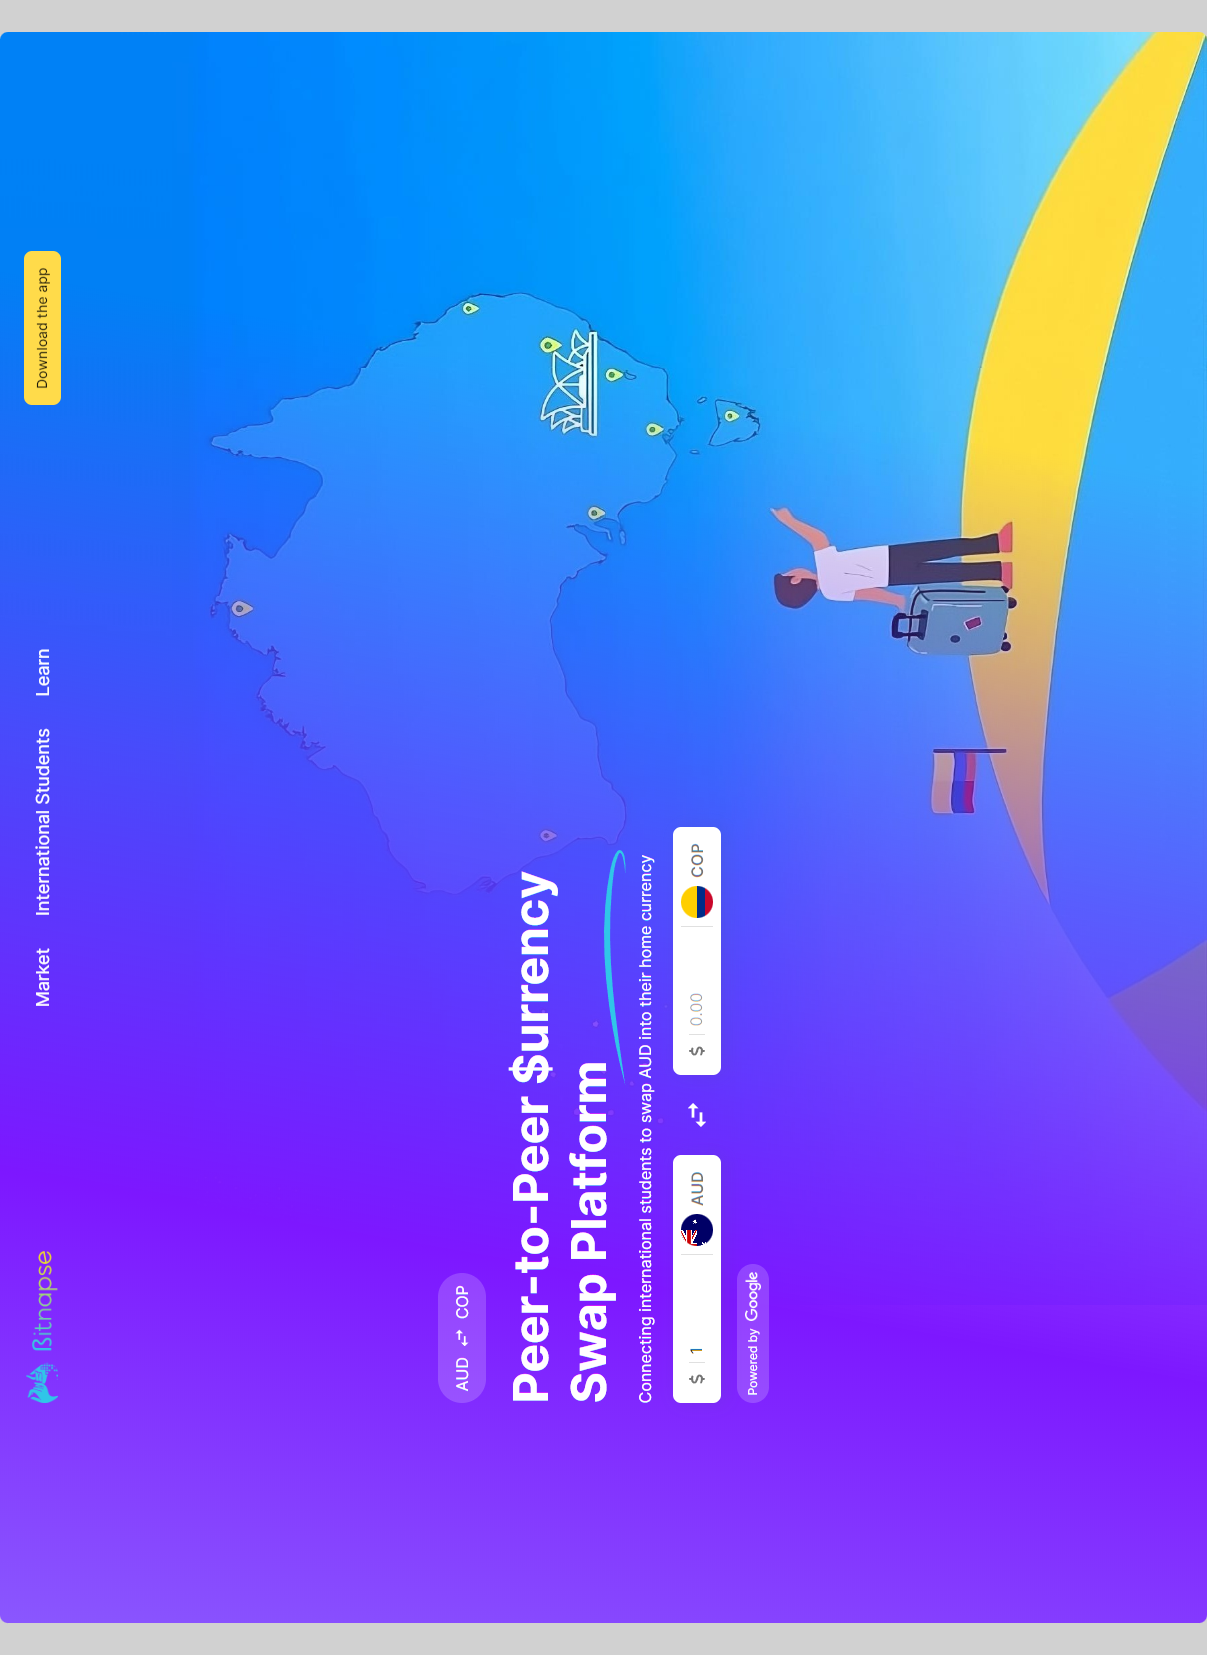 ßitnapse
Market
International Students
Learn
Download the app
AUD ⇄ COP
Peer-to-Peer $urrency
Swap Platform
Connecting international students to swap AUD into their home currency
$ 1 AUD
$ 0.00 COP
Powered by Google